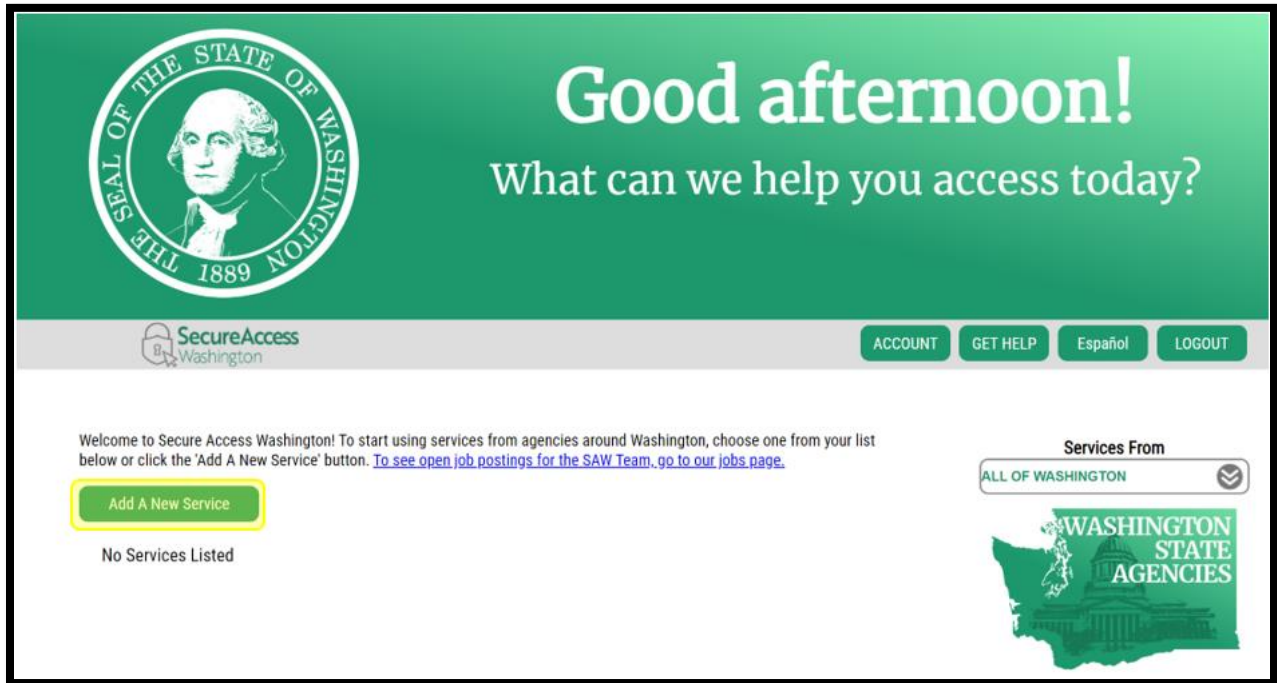 THE SEAL OF THE STATE OF WASHINGTON
1889
Good afternoon!
What can we help you access today?
SecureAccess
Washington
ACCOUNT
GET HELP
Español
LOGOUT
Welcome to Secure Access Washington! To start using services from agencies around Washington, choose one from your list
below or click the 'Add A New Service' button. To see open job postings for the SAW Team, go to our jobs page.
Add A New Service
No Services Listed
Services From
ALL OF WASHINGTON
WASHINGTON
STATE
AGENCIES